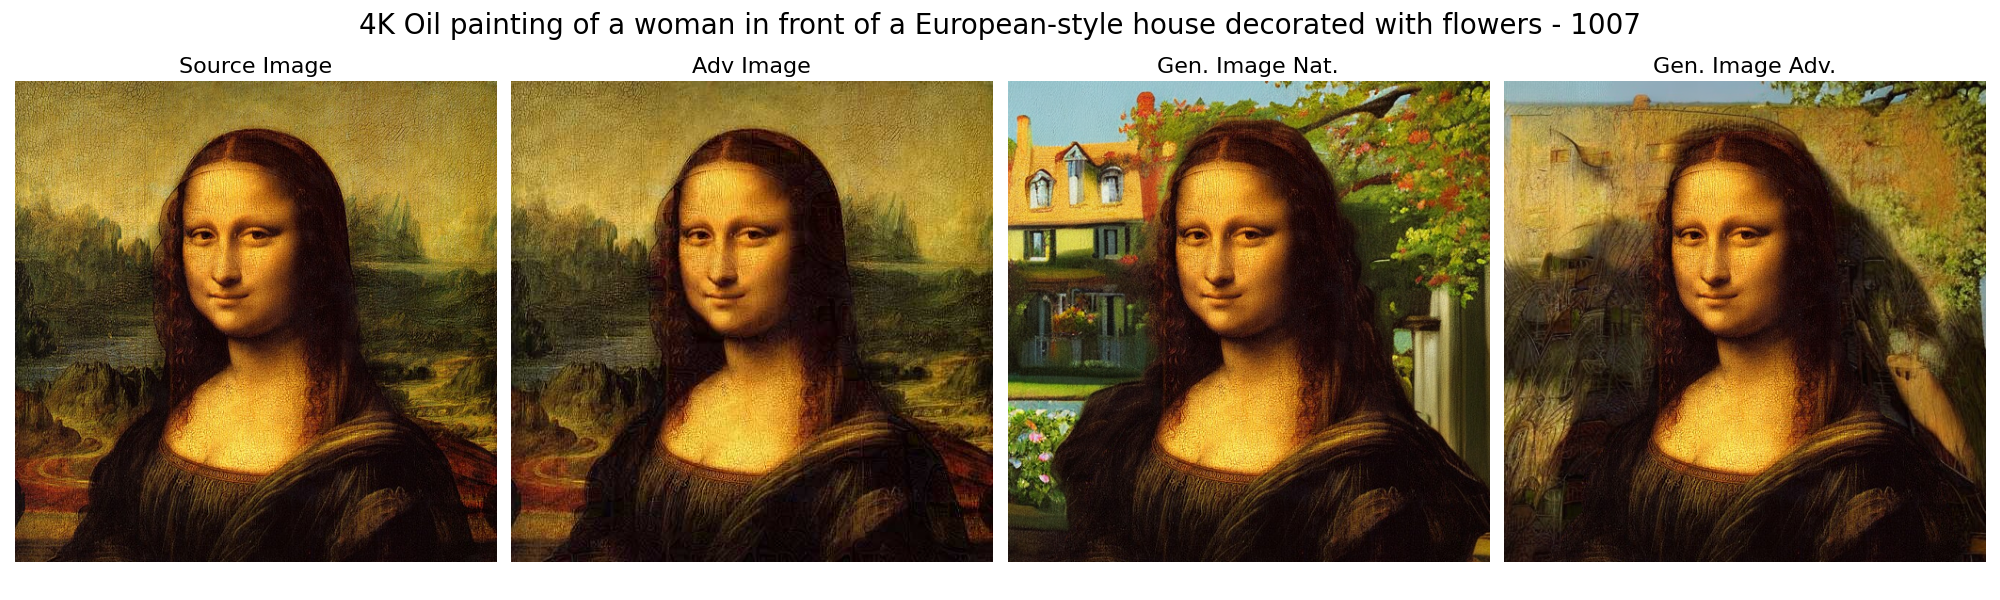 4K Oil painting of a woman in front of a European-style house decorated with flowers - 1007
Source Image
Adv Image
Gen. Image Nat.
Gen. Image Adv.